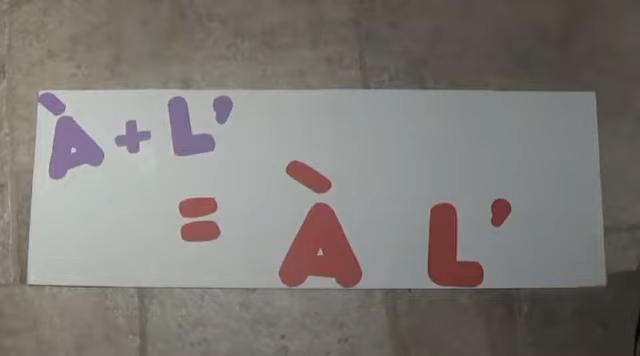 À + L'
= À L'